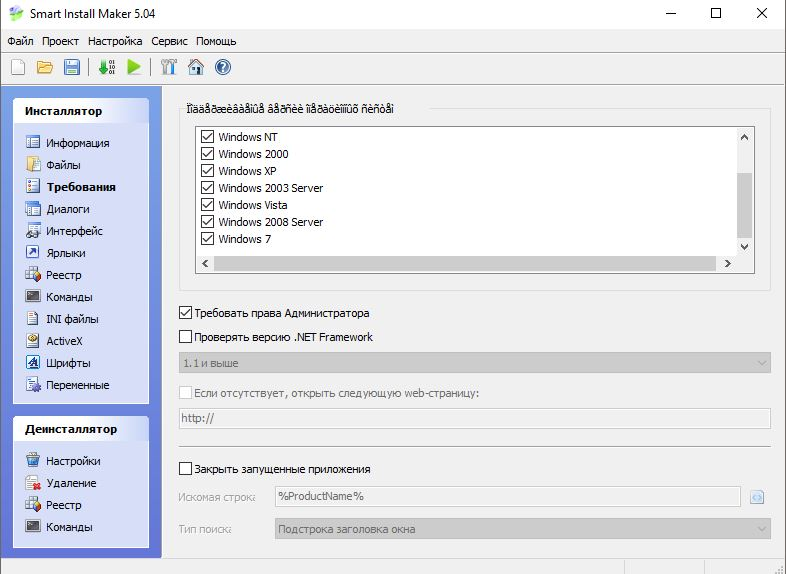 Smart Install Maker 5.04
Файл Проект Настройка Сервис Помощь
Инсталлятор
Информация
Файлы
Требования
Диалоги
Интерфейс
Ярлыки
Реестр
Команды
INI файлы
ActiveX
Шрифты
Переменные
Деинсталлятор
Настройки
Удаление
Реестр
Команды
Ïîääåðæèâàåìûå âåðñèè îïåðàöèîííûõ ñèñòåì
Windows NT
Windows 2000
Windows XP
Windows 2003 Server
Windows Vista
Windows 2008 Server
Windows 7
Требовать права Администратора
Проверять версию .NET Framework
1.1 и выше
Если отсутствует, открыть следующую web-страницу:
http://
Закрыть запущенные приложения
Искомая строка
%ProductName%
Тип поиска
Подстрока заголовка окна